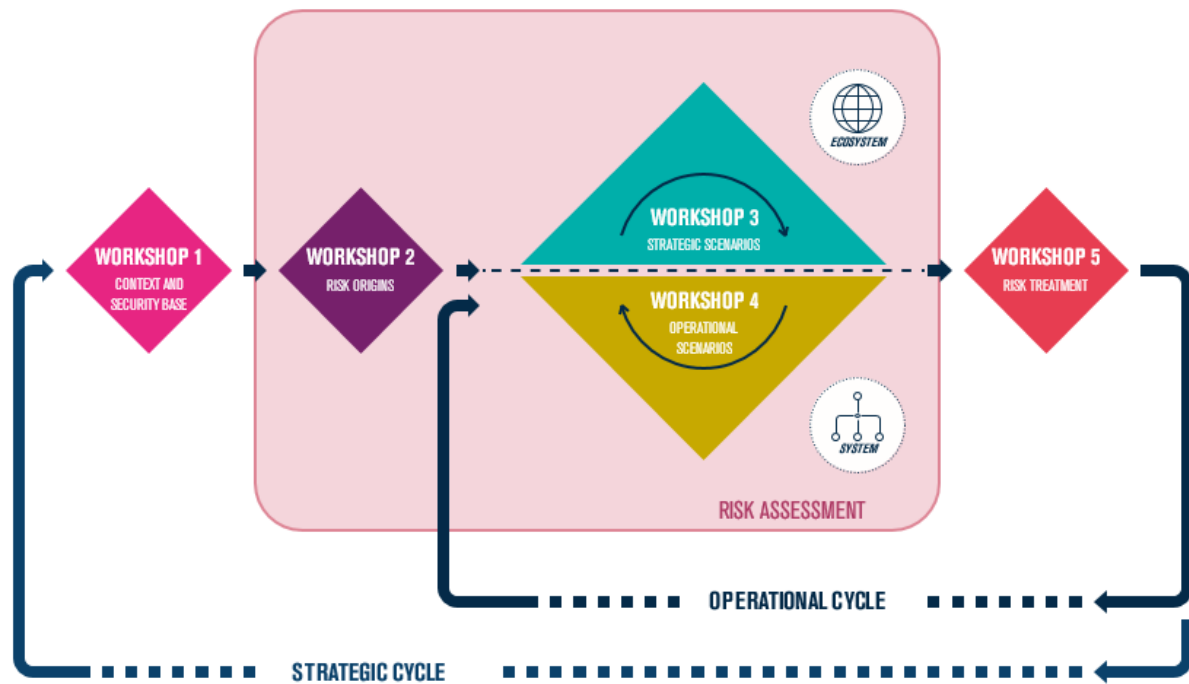 ECOSYSTEM
WORKSHOP 1
CONTEXT AND
SECURITY BASE
WORKSHOP 2
RISK ORIGINS
WORKSHOP 3
STRATEGIC SCENARIOS
WORKSHOP 4
OPERATIONAL
SCENARIOS
WORKSHOP 5
RISK TREATMENT
SYSTEM
RISK ASSESSMENT
OPERATIONAL CYCLE
STRATEGIC CYCLE